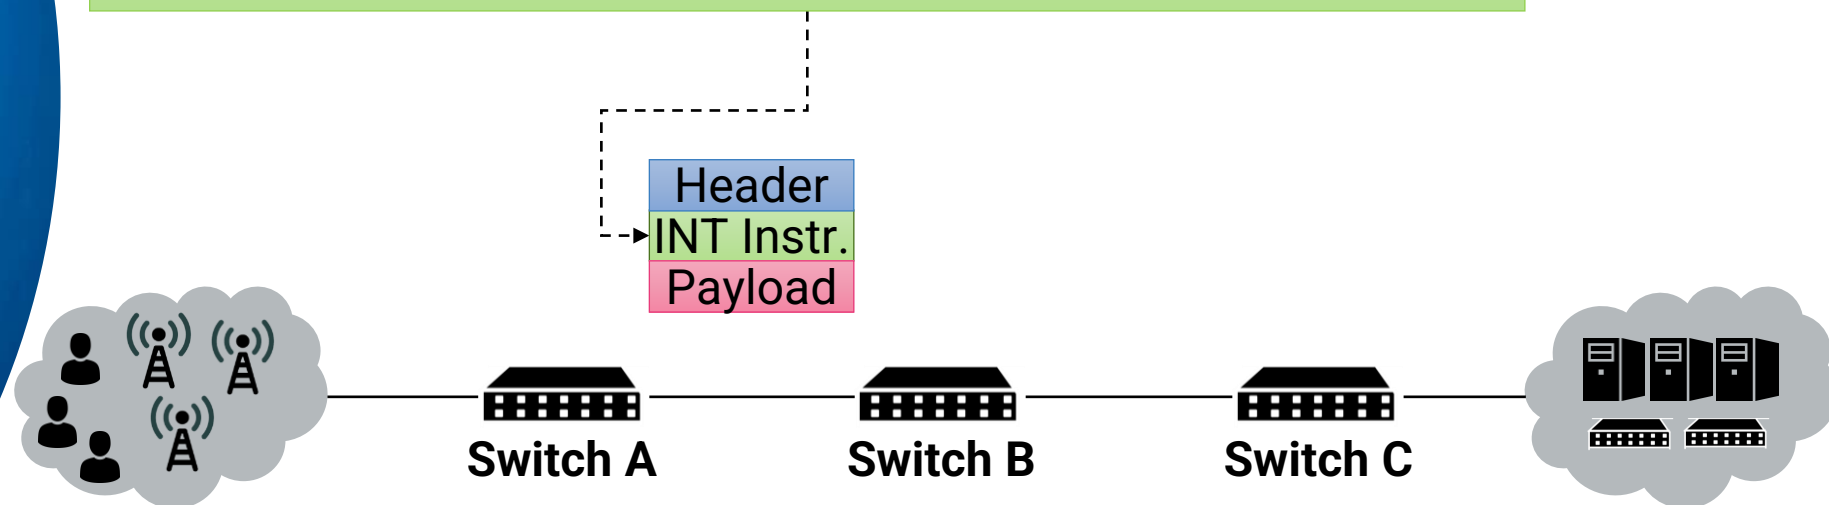 Header
INT Instr.
Payload
Switch A
Switch B
Switch C